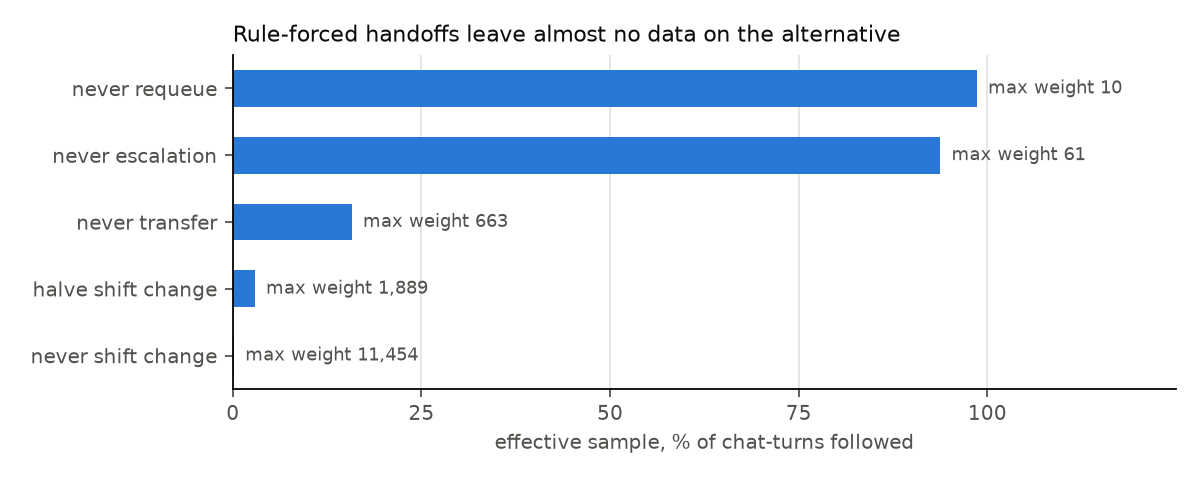 Rule-forced handoffs leave almost no data on the alternative
never requeue
max weight 10
never escalation
max weight 61
never transfer
max weight 663
halve shift change
max weight 1,889
never shift change
max weight 11,454
0 25 50 75 100
effective sample, % of chat-turns followed